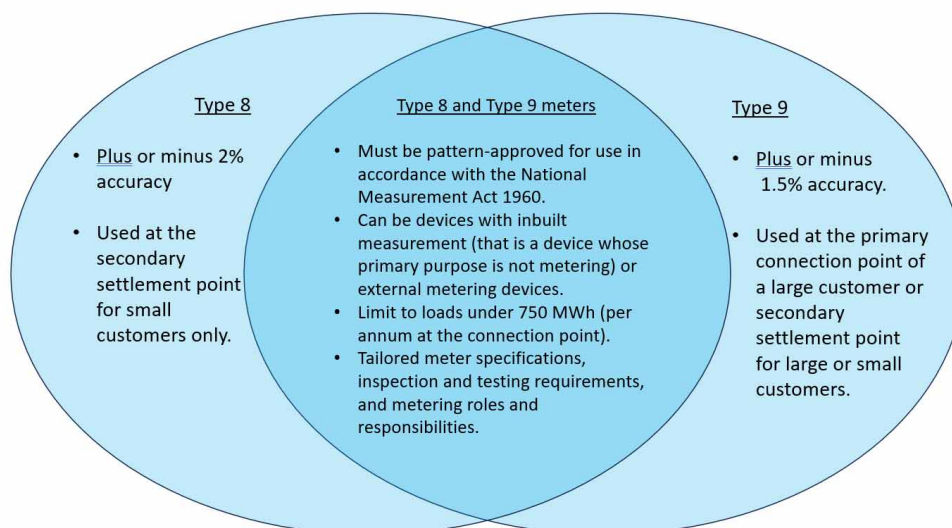 Type 8
• Plus or minus 2%
accuracy
• Used at the
secondary
settlement point
for small
customers only.
Type 8 and Type 9 meters
• Must be pattern-approved for use in
accordance with the National
Measurement Act 1960.
• Can be devices with inbuilt
measurement (that is a device whose
primary purpose is not metering) or
external metering devices.
• Limit to loads under 750 MWh (per
annum at the connection point).
• Tailored meter specifications,
inspection and testing requirements,
and metering roles and
responsibilities.
Type 9
• Plus or minus
1.5% accuracy.
• Used at the primary
connection point of
a large customer or
secondary
settlement point
for large or small
customers.